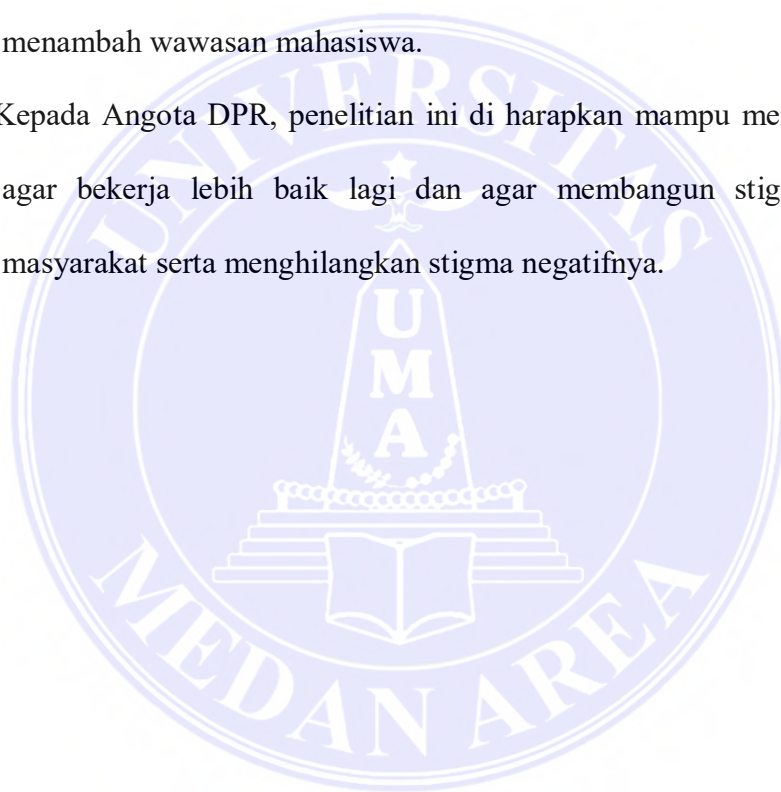 menambah wawasan mahasiswa.
Kepada Angota DPR, penelitian ini di harapkan mampu me
agar bekerja lebih baik lagi dan agar membangun stig
masyarakat serta menghilangkan stigma negatifnya.
UNIVERSITAS
UMA
MEDAN AREA